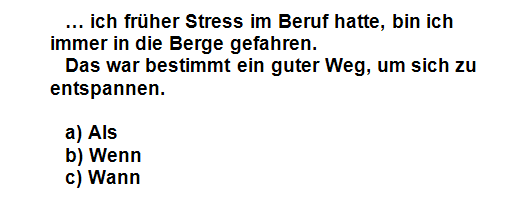 … ich früher Stress im Beruf hatte, bin ich
immer in die Berge gefahren.
Das war bestimmt ein guter Weg, um sich zu
entspannen.
a) Als
b) Wenn
c) Wann